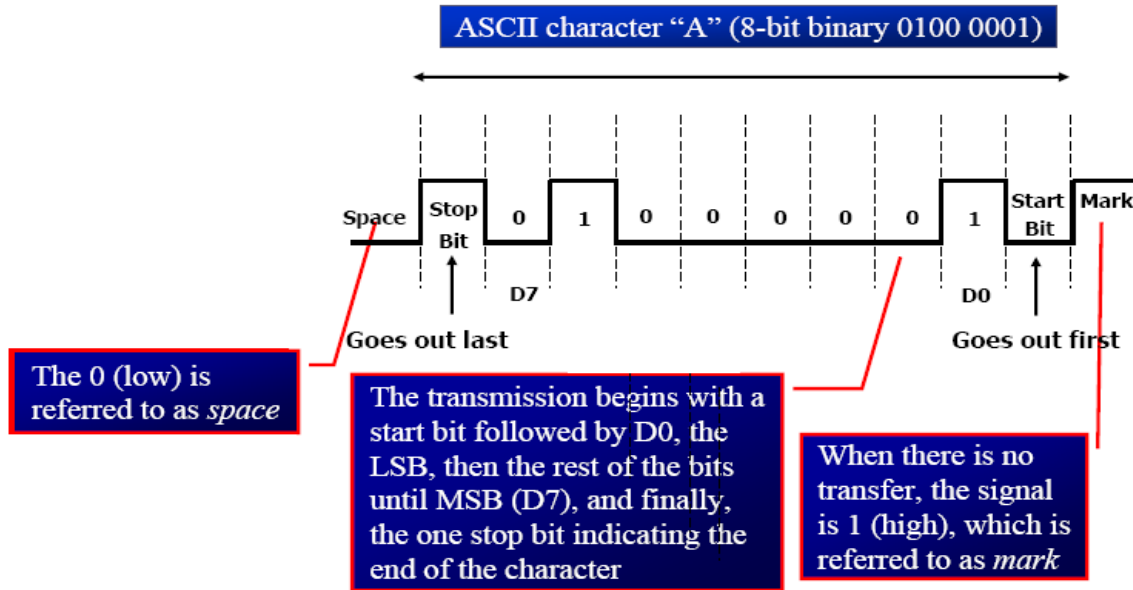 ASCII character “A” (8-bit binary 0100 0001)
Space
Stop
Bit
0
1
0
0
0
0
0
1
Start
Bit
Mark
D7
D0
Goes out last
Goes out first
The 0 (low) is
referred to as space
The transmission begins with a
start bit followed by D0, the
LSB, then the rest of the bits
until MSB (D7), and finally,
the one stop bit indicating the
end of the character
When there is no
transfer, the signal
is 1 (high), which is
referred to as mark